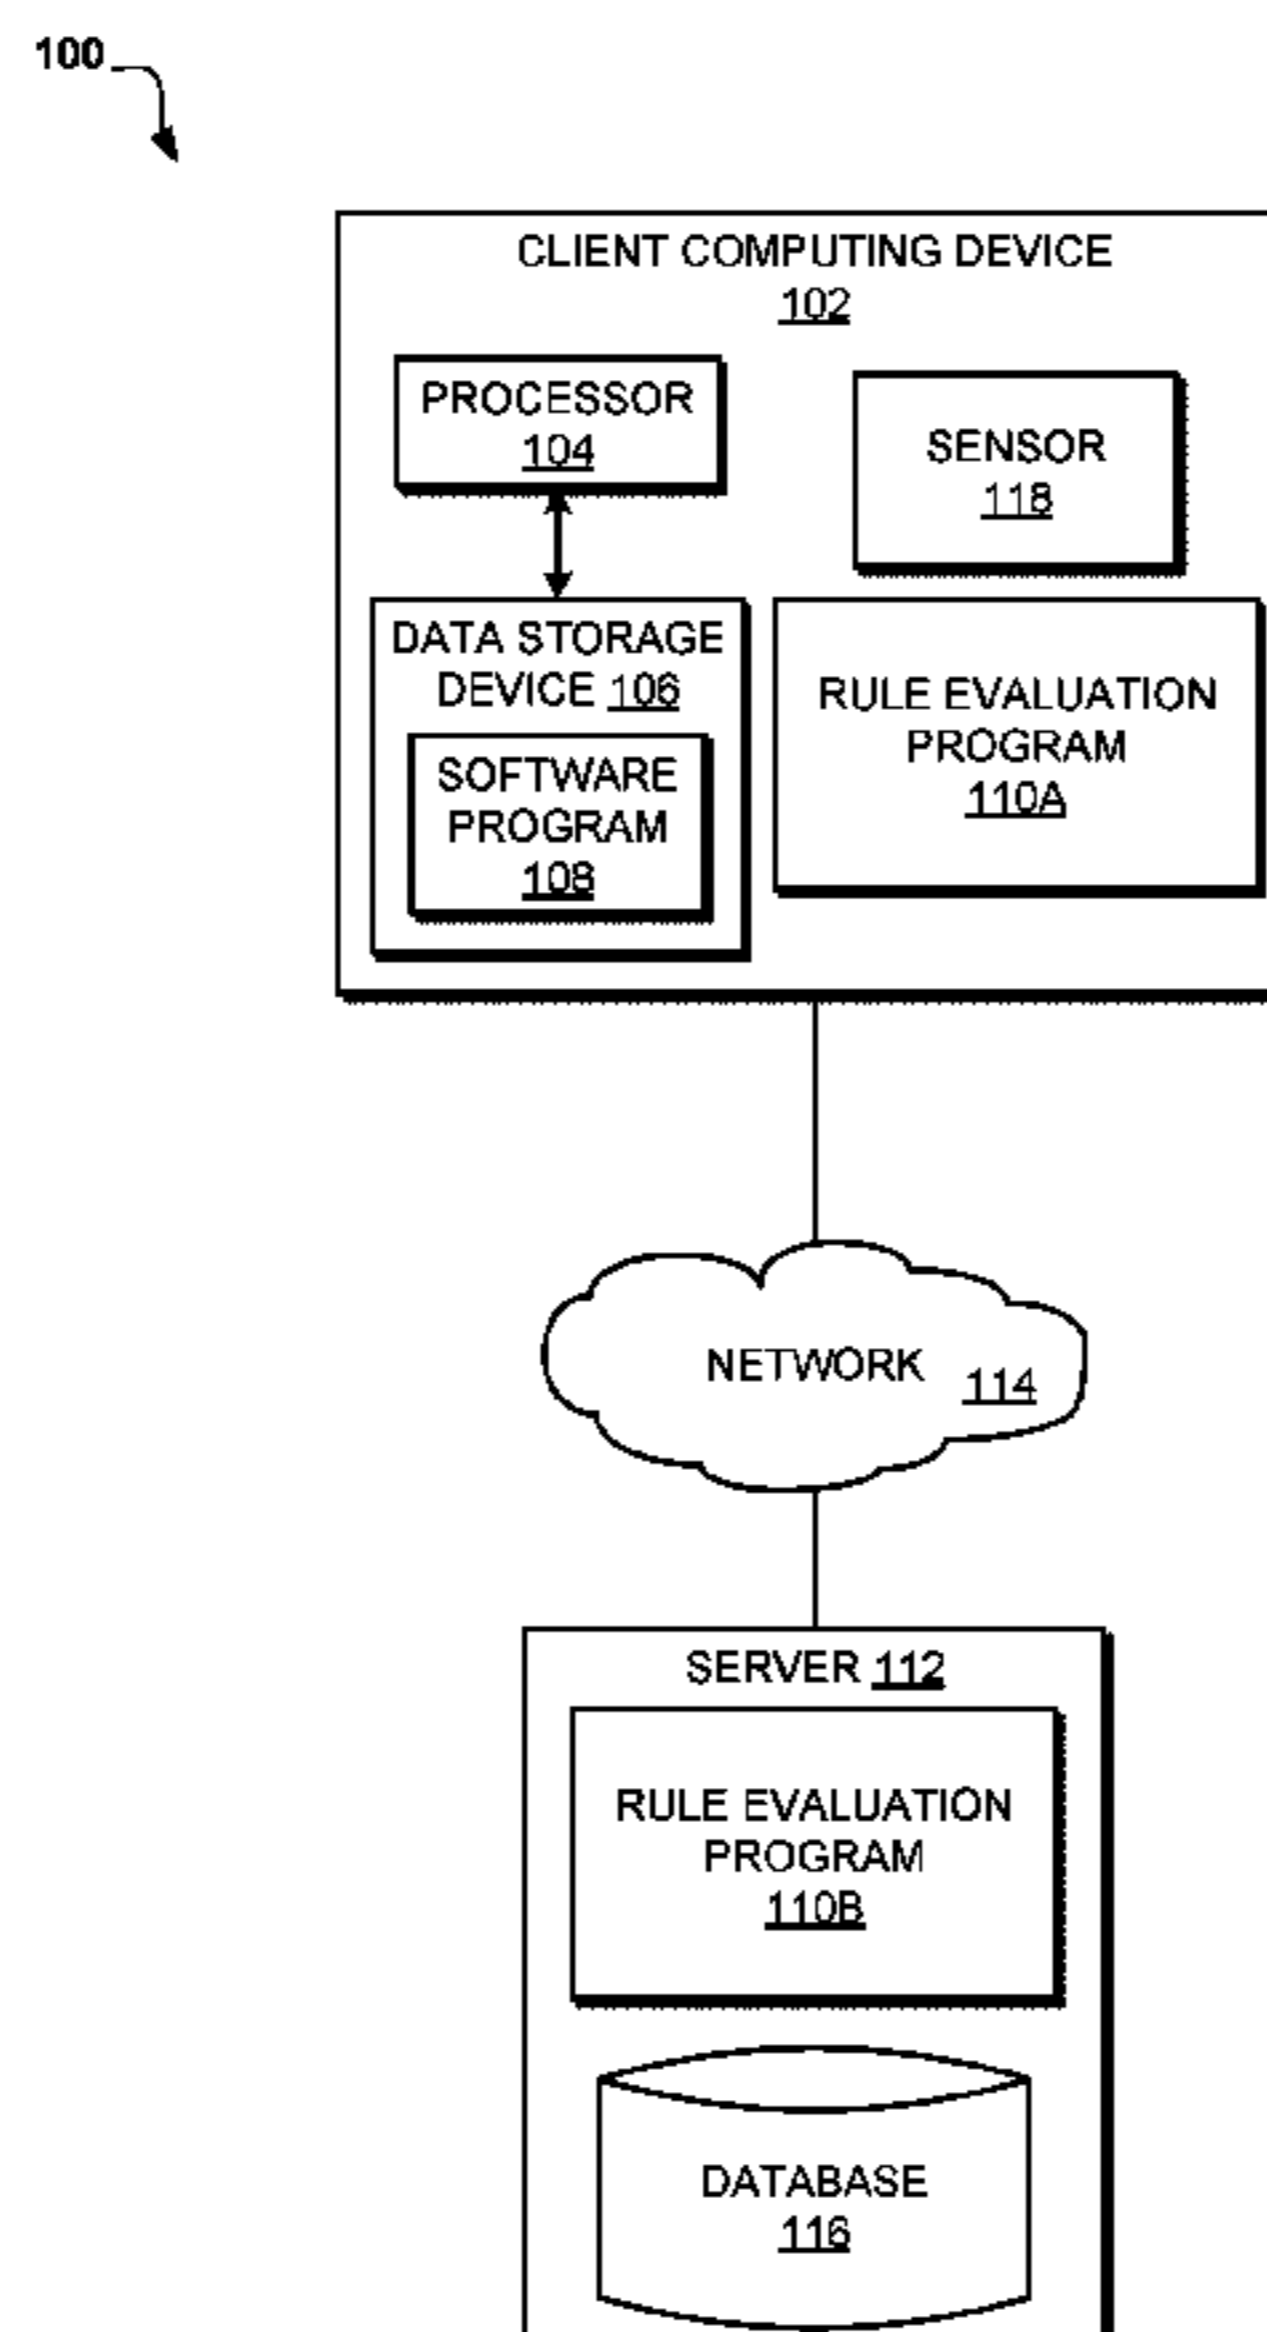 100
CLIENT COMPUTING DEVICE
102
PROCESSOR
104
SENSOR
118
DATA STORAGE
DEVICE 106
SOFTWARE
PROGRAM
108
RULE EVALUATION
PROGRAM
110A
NETWORK 114
SERVER 112
RULE EVALUATION
PROGRAM
110B
DATABASE
116